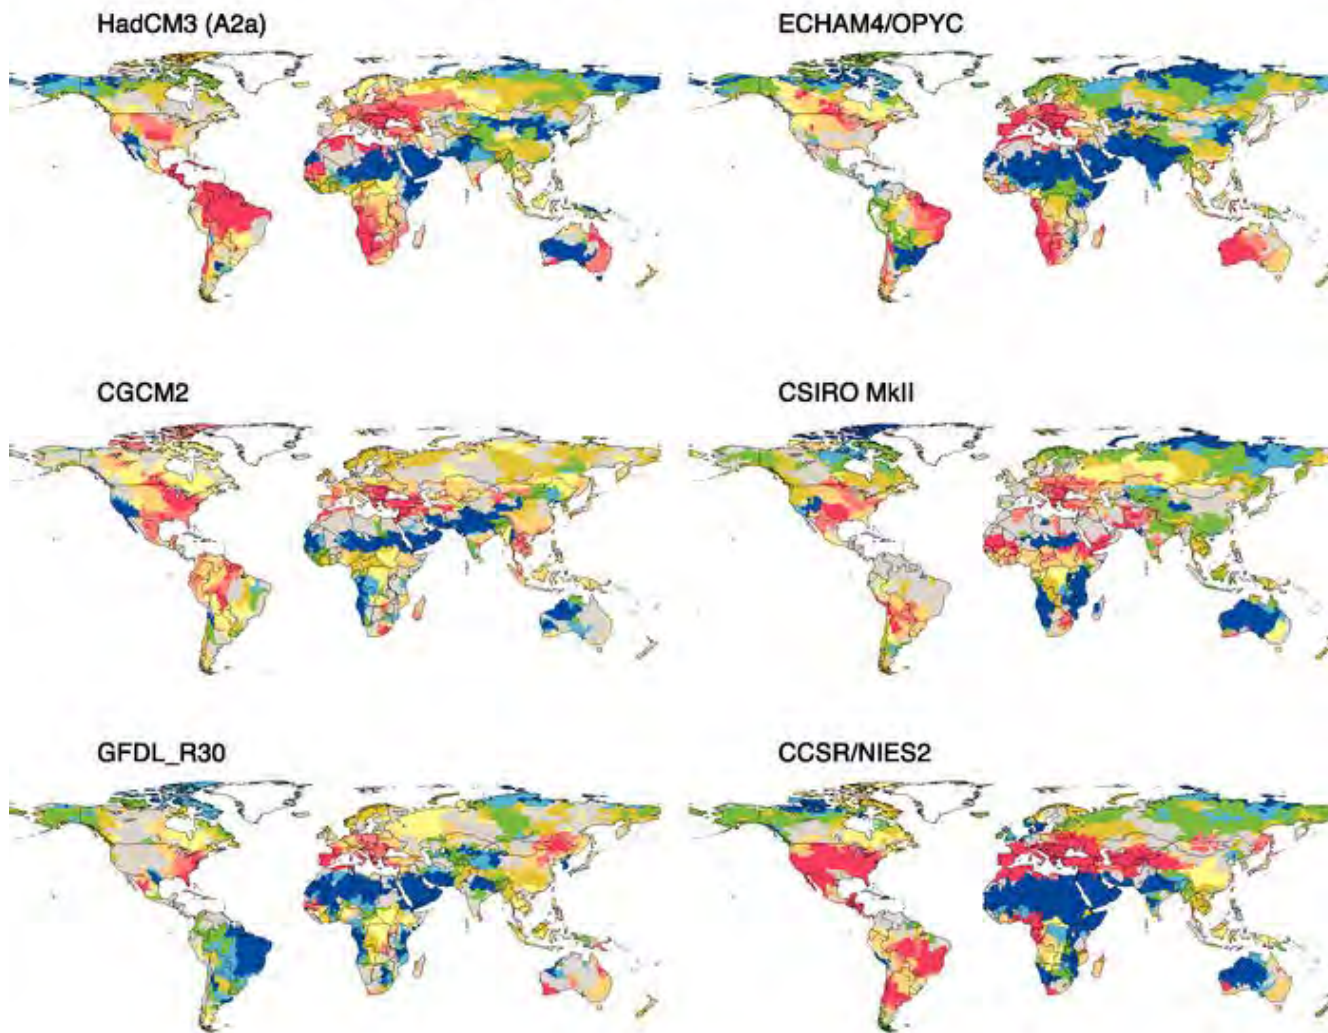 HadCM3 (A2a)
ECHAM4/OPYC
CGCM2
CSIRO MkII
GFDL_R30
CCSR/NIES2